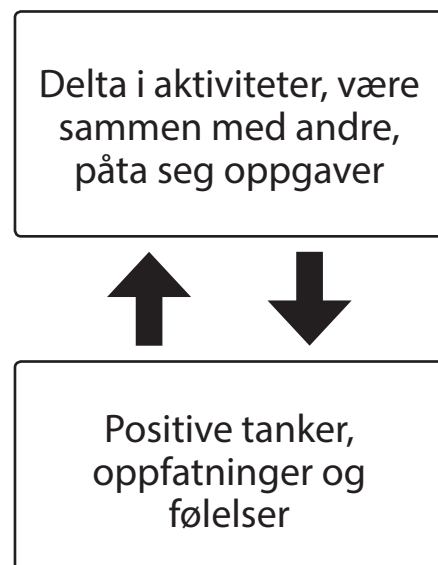 Delta i aktiviteter, være
sammen med andre,
påta seg oppgaver
Positive tanker,
oppfatninger og
følelser